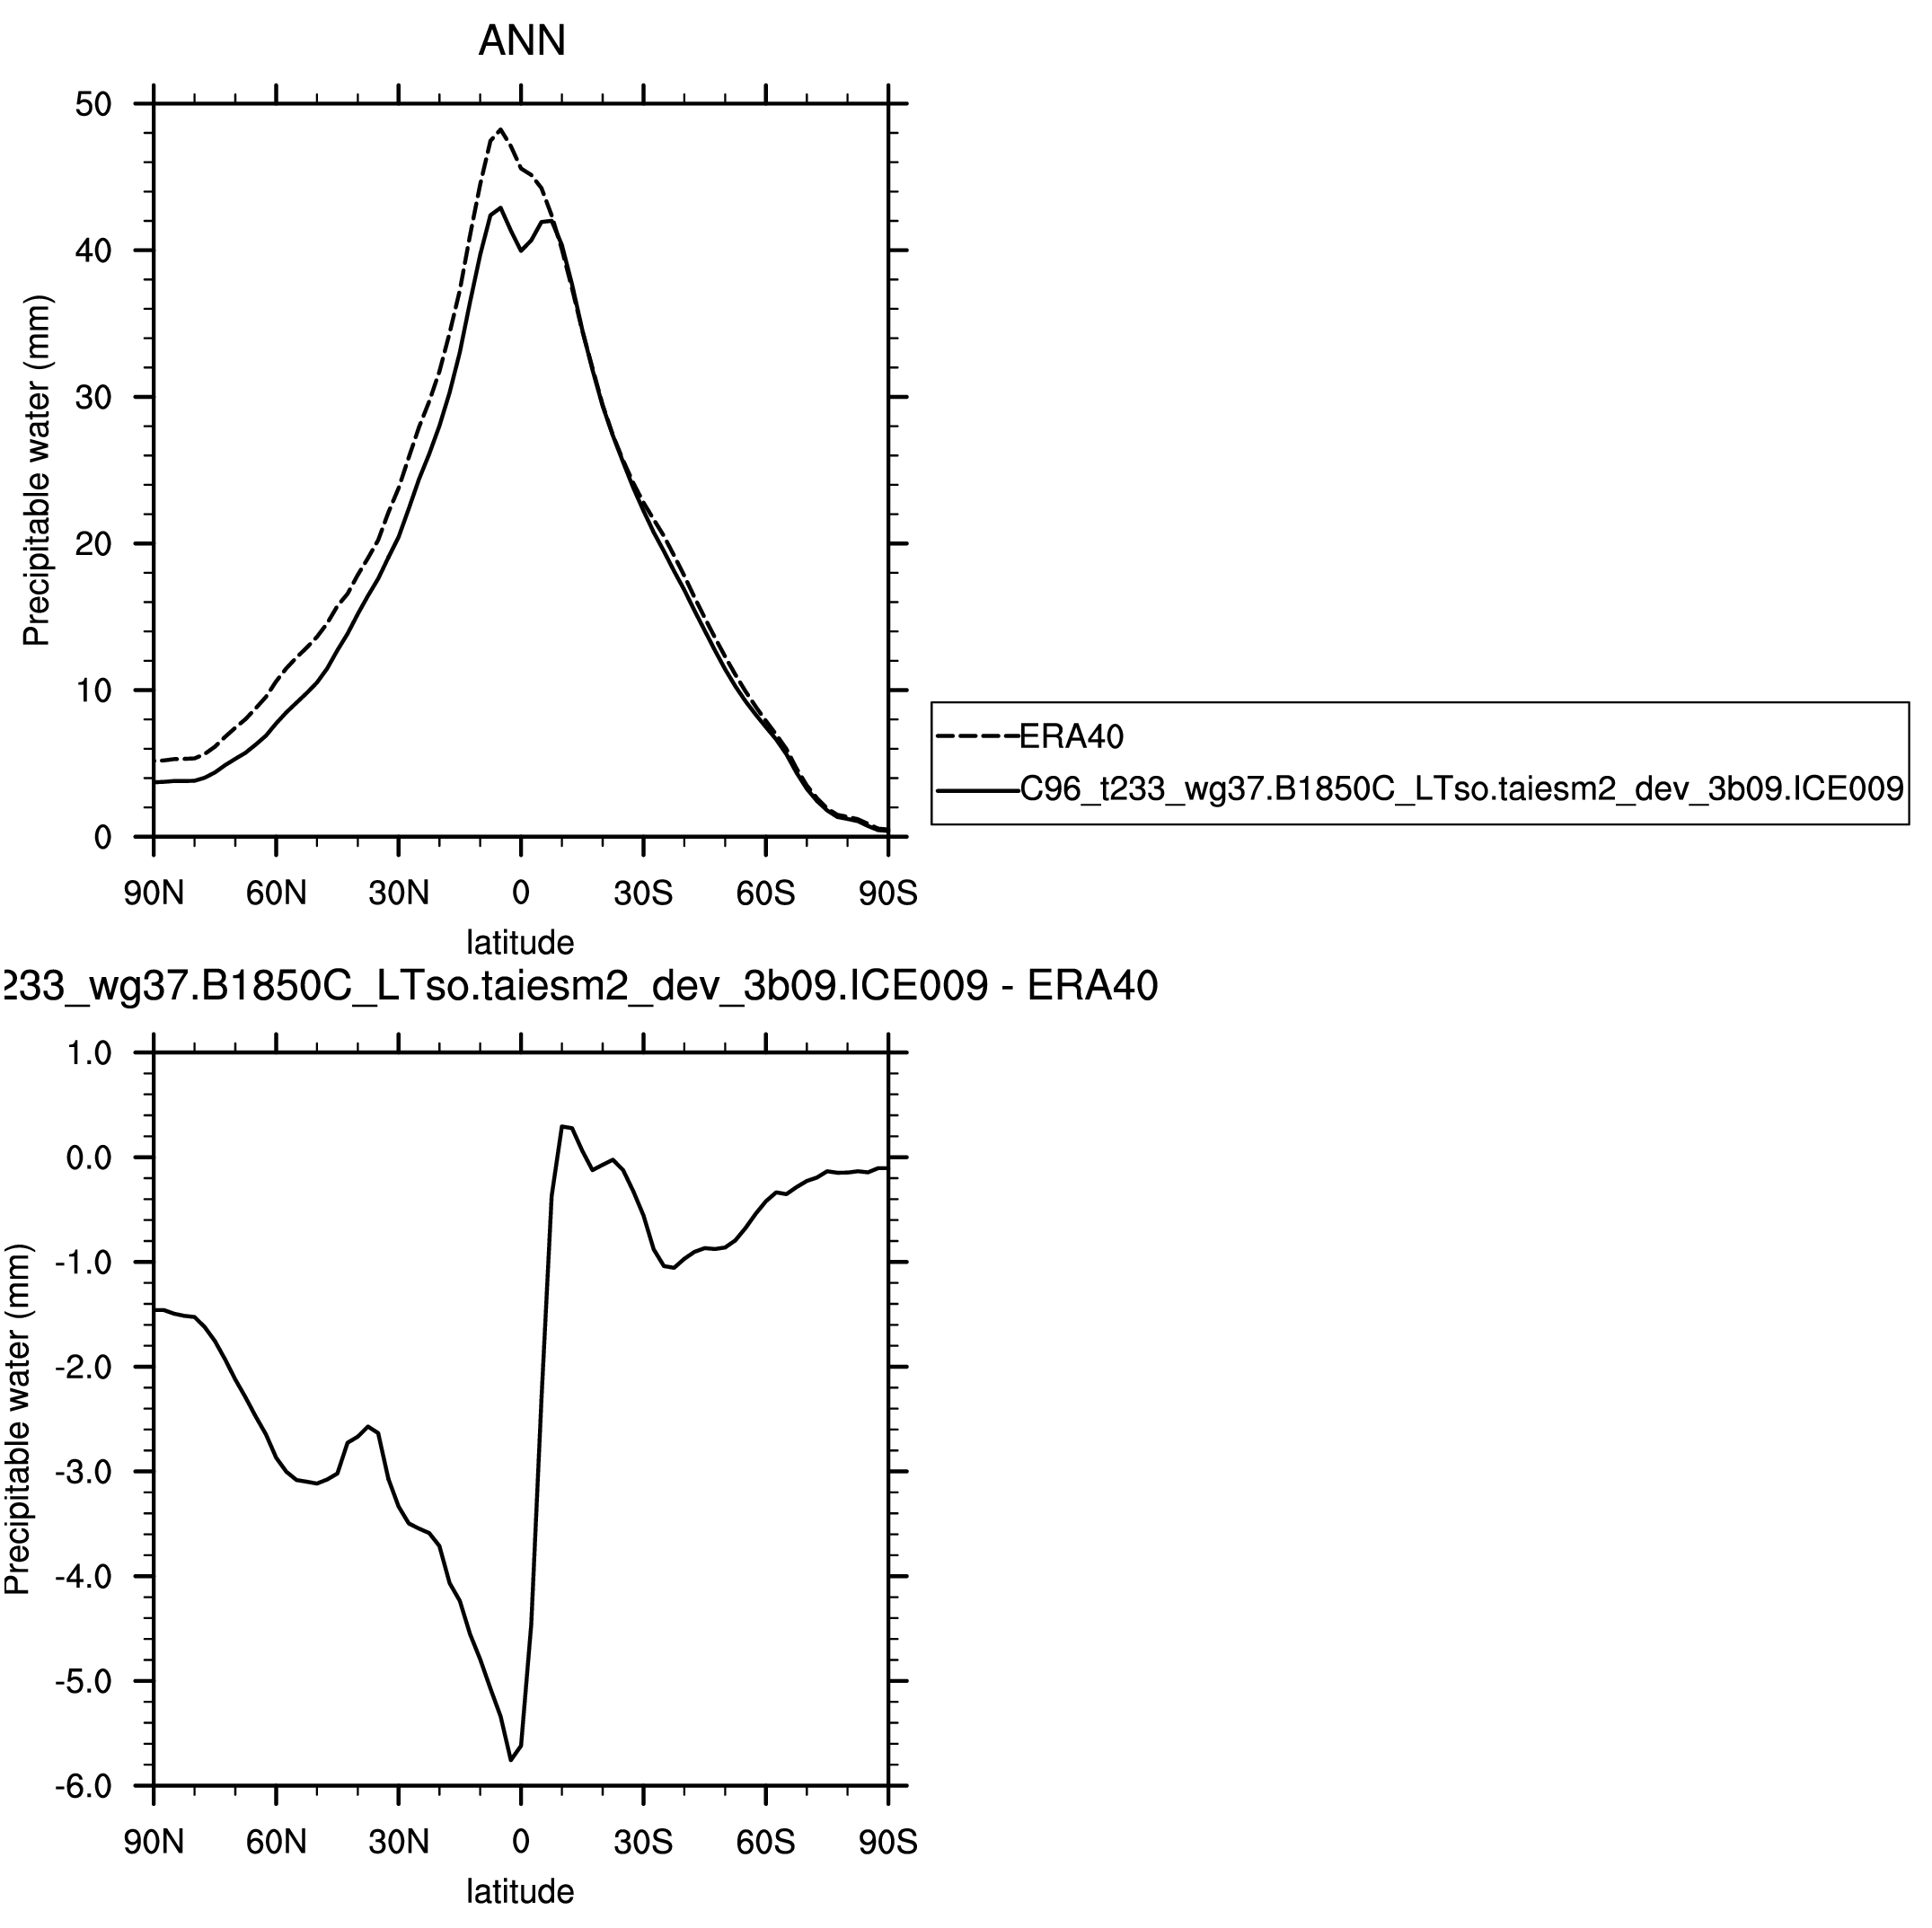 ANN
Precipitable water (mm)
50
40
30
20
10
0
90N 60N 30N 0 30S 60S 90S
latitude
ERA40
C96_t233_wg37.B1850C_LTso.taiesm2_dev_3b09.ICE009
233_wg37.B1850C_LTso.taiesm2_dev_3b09.ICE009 - ERA40
Precipitable water (mm)
1.0
0.0
-1.0
-2.0
-3.0
-4.0
-5.0
-6.0
90N 60N 30N 0 30S 60S 90S
latitude